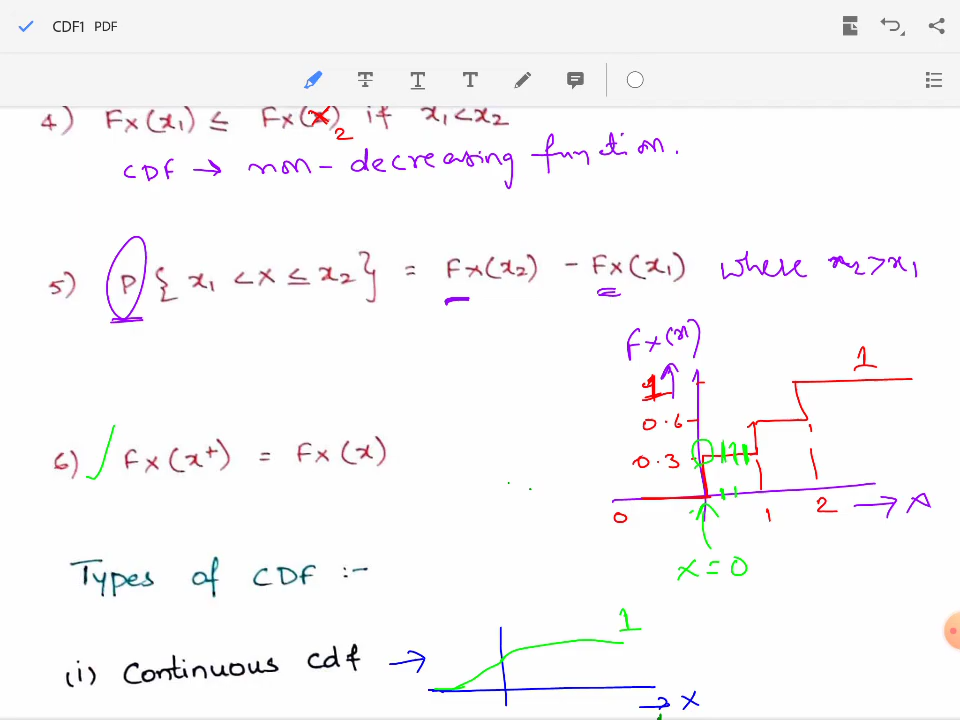 CDF1 PDF
4) Fx(x1) ≤ Fx(x)2 if x1<x2
CDF → non-decreasing function.
5) P{ x1 < X ≤ x2 } = Fx(x2) - Fx(x1) where x2>x1
Fx(x)
1
1
0.6
0.3
0 1 2 → x
x=0
6) Fx(x+) = Fx(x)
Types of CDF :-
1
(i) Continuous cdf → → x